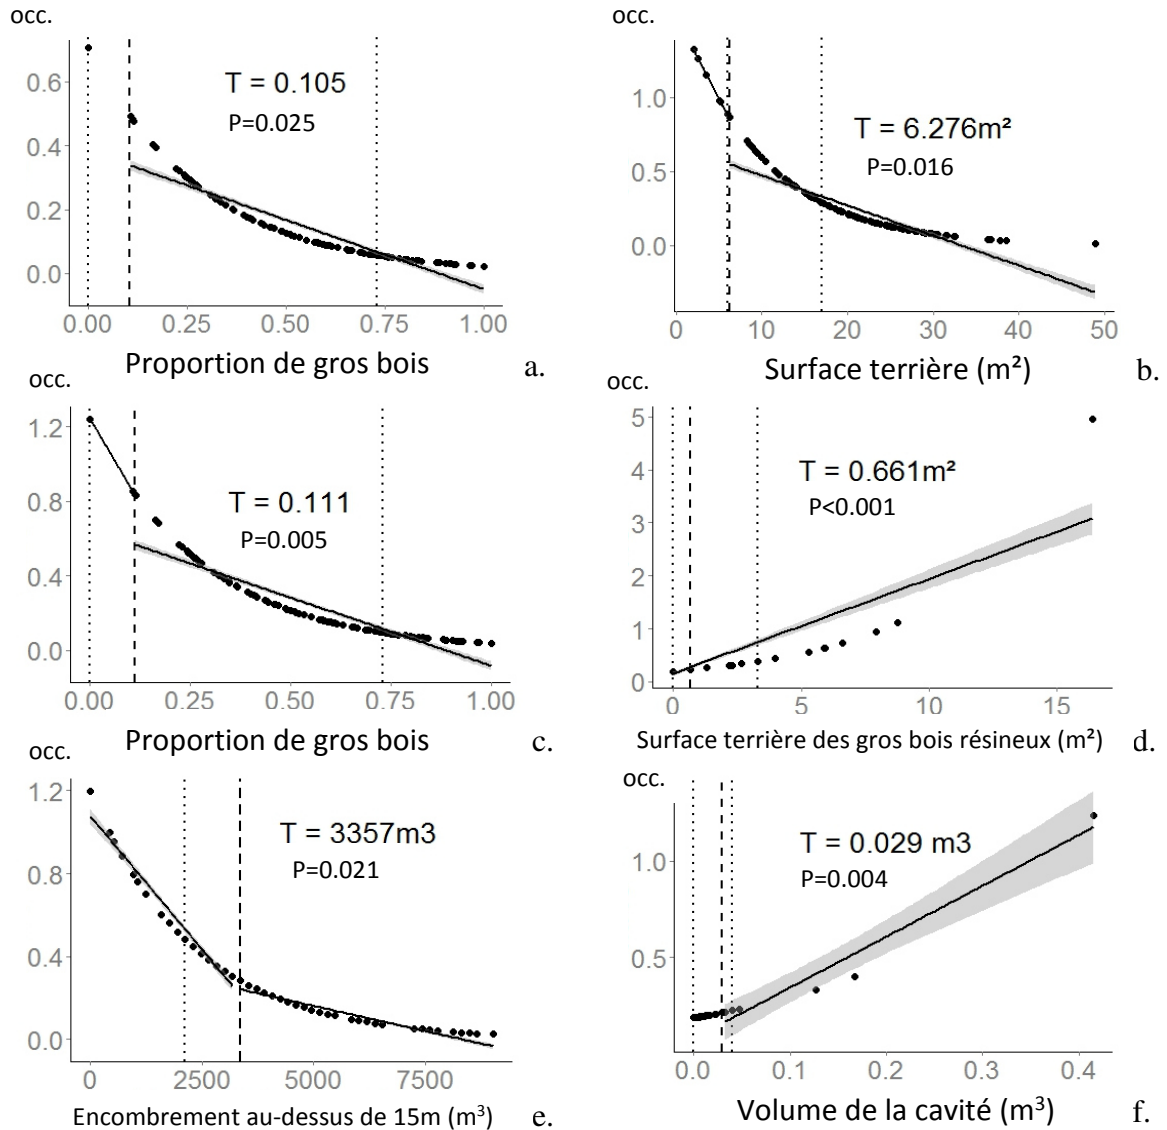 occ.
0.6
0.4
0.2
0.0
T = 0.105
P=0.025
0.00 0.25 0.50 0.75 1.00
Proportion de gros bois
a.
occ.
1.0
0.5
0.0
T = 6.276m²
P=0.016
0 10 20 30 40 50
Surface terrière (m²)
b.
occ.
1.2
0.8
0.4
0.0
T = 0.111
P=0.005
0.00 0.25 0.50 0.75 1.00
Proportion de gros bois
c.
occ.
5
4
3
2
1
0
T = 0.661m²
P<0.001
0 5 10 15
Surface terrière des gros bois résineux (m²)
d.
occ.
1.2
0.8
0.4
0.0
T = 3357m3
P=0.021
0 2500 5000 7500
Encombrement au-dessus de 15m (m³)
e.
occ.
1.0
0.5
T = 0.029 m3
P=0.004
0.0 0.1 0.2 0.3 0.4
Volume de la cavité (m³)
f.